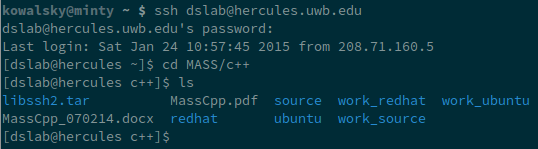 kowalsky@minty ~ $ ssh dslab@hercules.uwb.edu
dslab@hercules.uwb.edu's password:
Last login: Sat Jan 24 10:57:45 2015 from 208.71.160.5
[dslab@hercules ~]$ cd MASS/c++
[dslab@hercules c++]$ ls
libssh2.tar MassCpp.pdf source work_redhat work_ubuntu
MassCpp_070214.docx redhat ubuntu work_source
[dslab@hercules c++]$